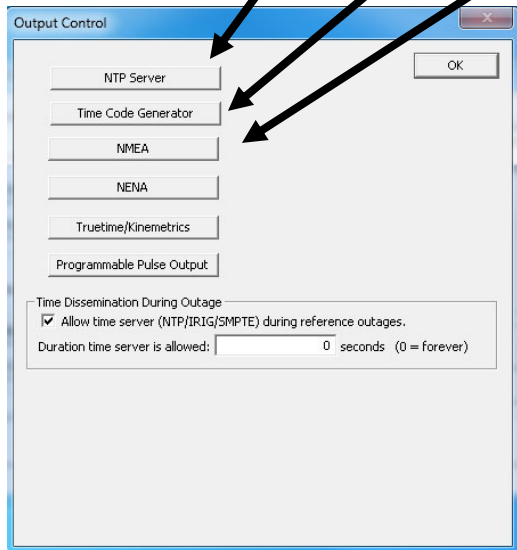 Output Control
OK
NTP Server
Time Code Generator
NMEA
NENA
Truetime/Kinemetrics
Programmable Pulse Output
Time Dissemination During Outage
Allow time server (NTP/IRIG/SMPTE) during reference outages.
Duration time server is allowed: 0 seconds (0 = forever)